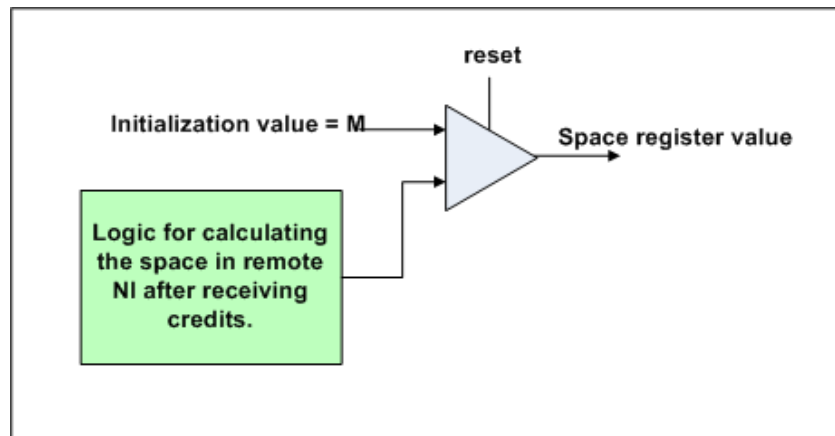 reset
Initialization value = M
Space register value
Logic for calculating
the space in remote
NI after receiving
credits.